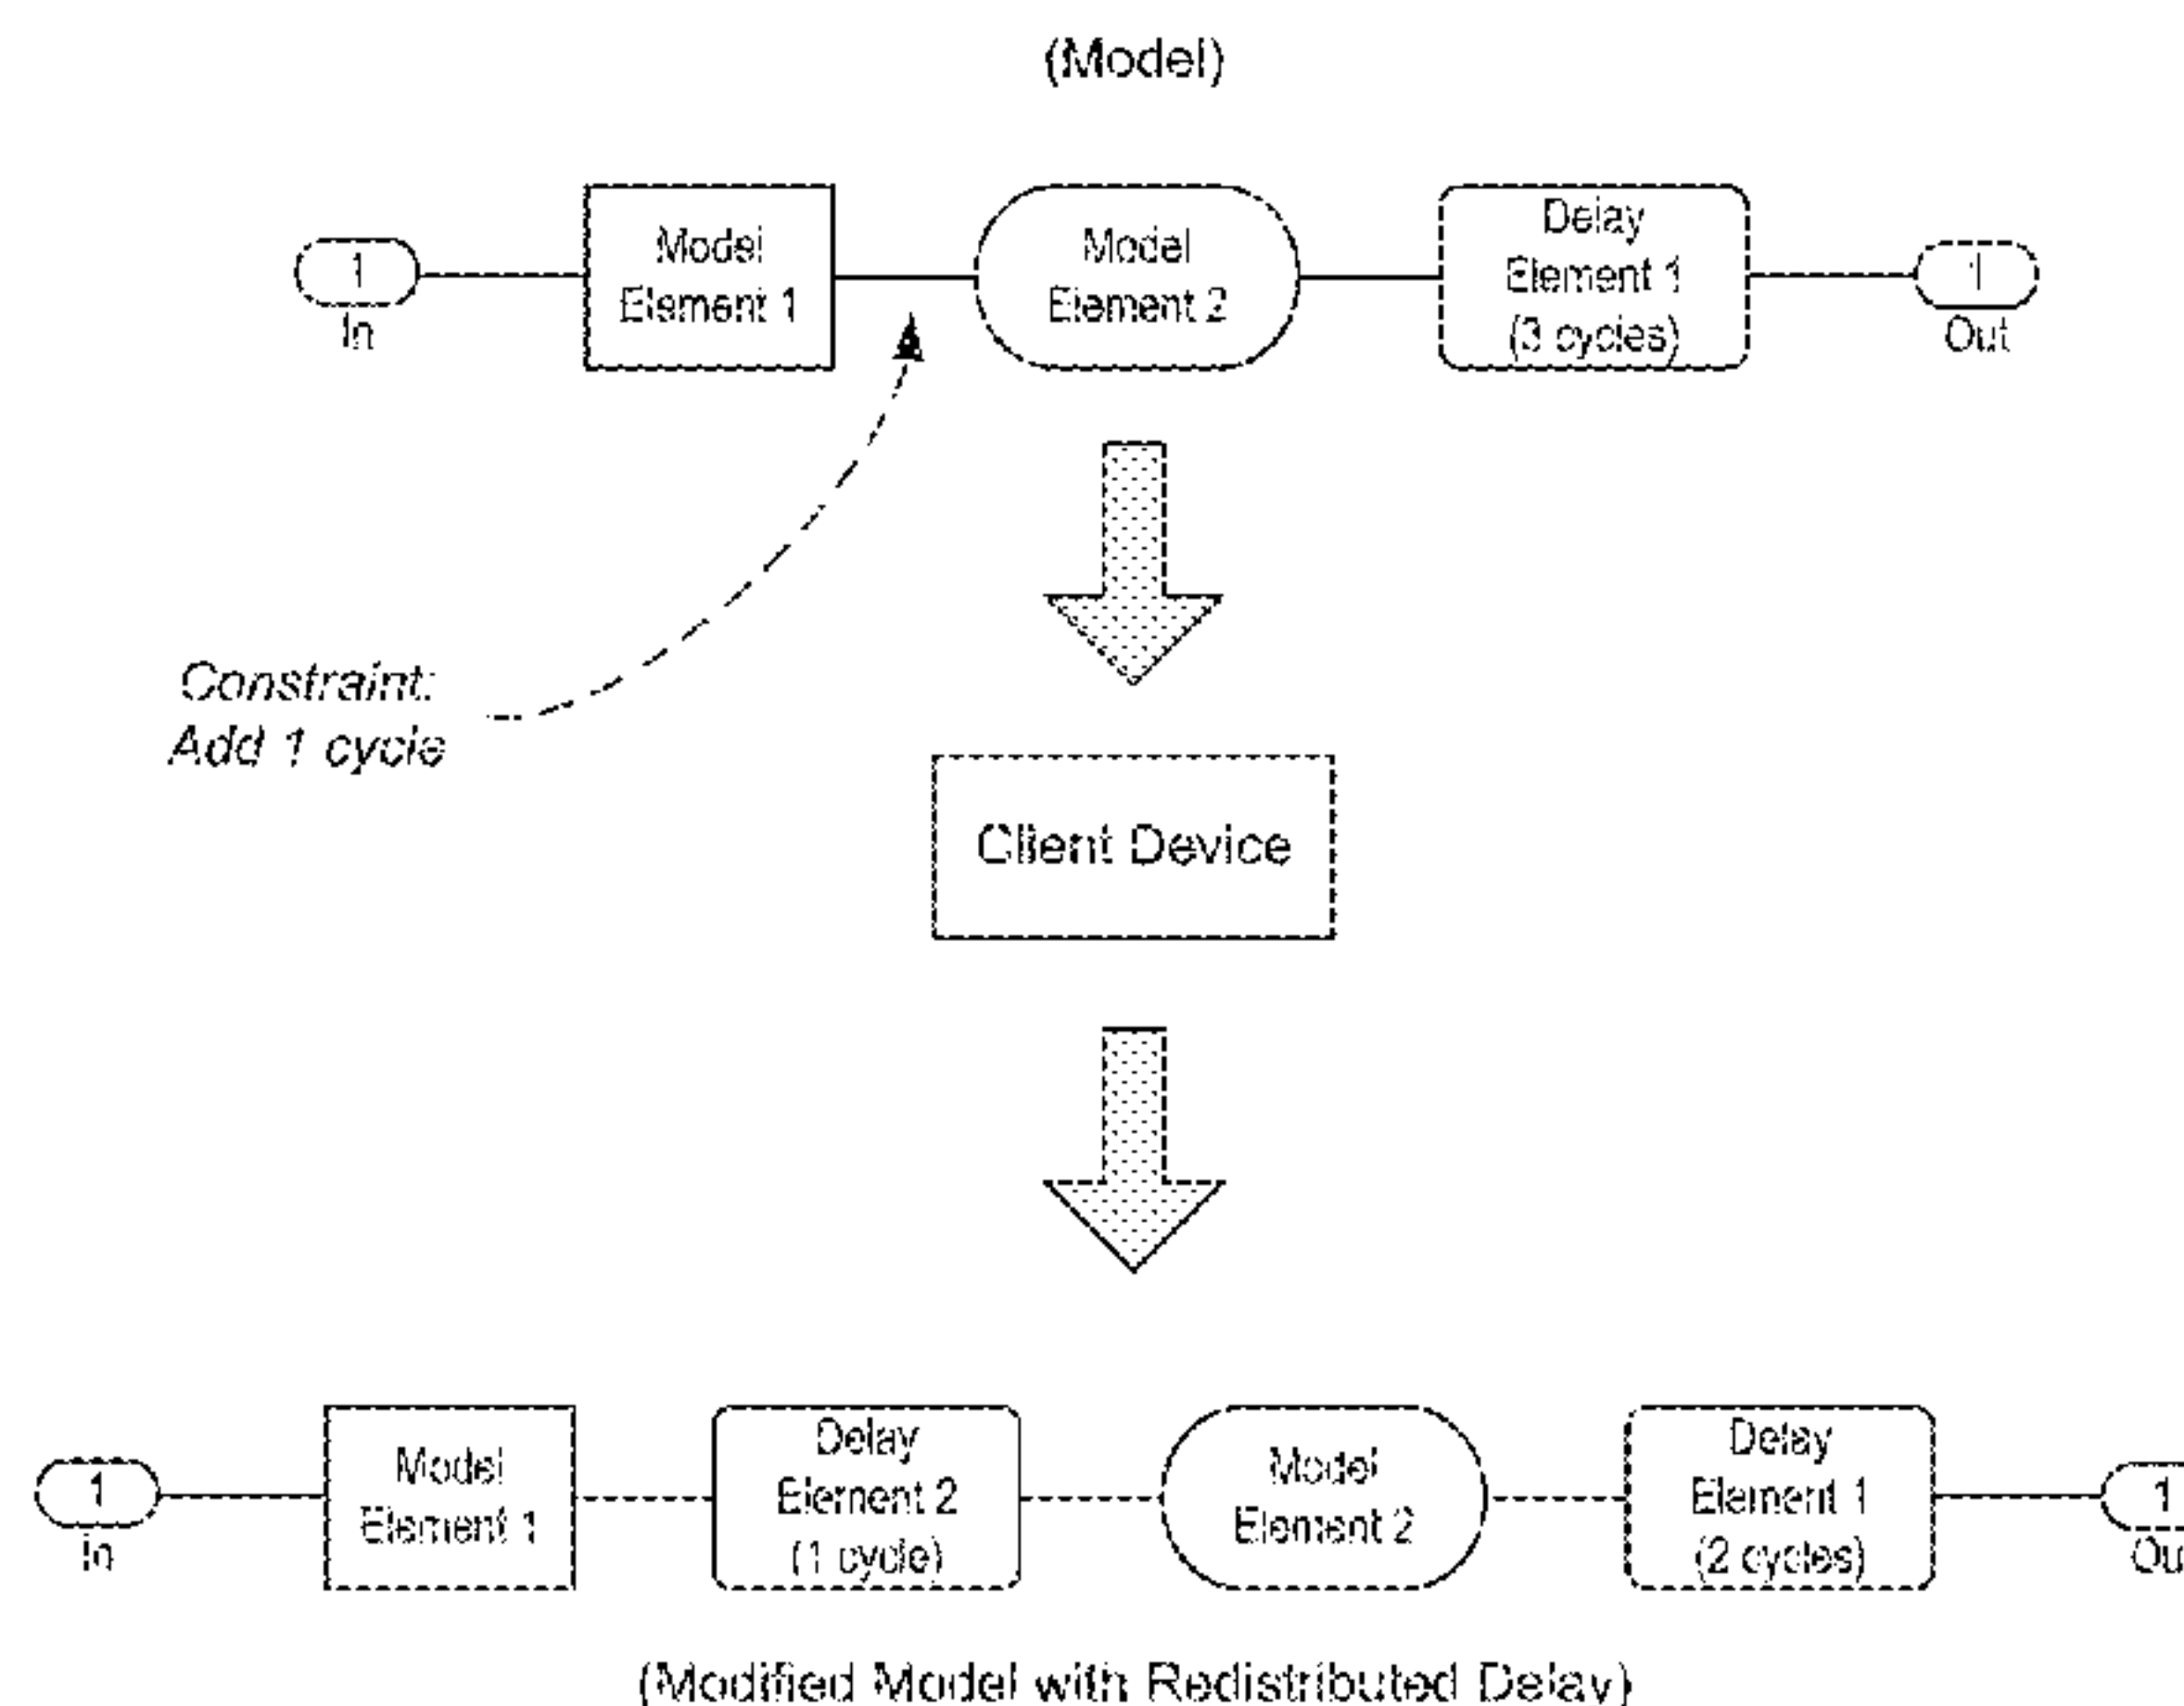 (Model)
1
In
Model
Element 1
Model
Element 2
Delay
Element 1
(3 cycles)
1
Out
Constraint:
Add 1 cycle
Client Device
1
In
Model
Element 1
Delay
Element 2
(1 cycle)
Model
Element 2
Delay
Element 1
(2 cycles)
1
Ou
(Modified Model with Redistributed Delay)